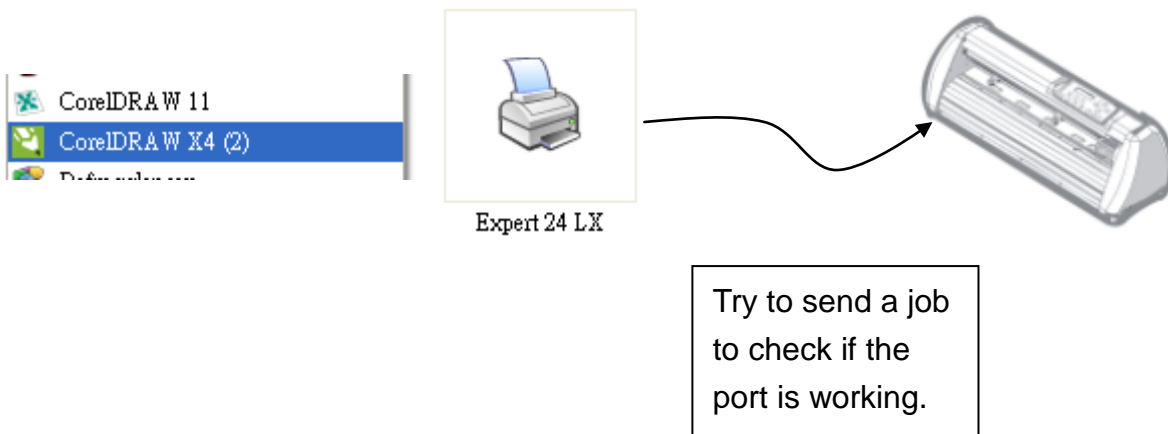 CorelDRAW 11
CorelDRAW X4 (2)
Expert 24 LX
Try to send a job
to check if the
port is working.